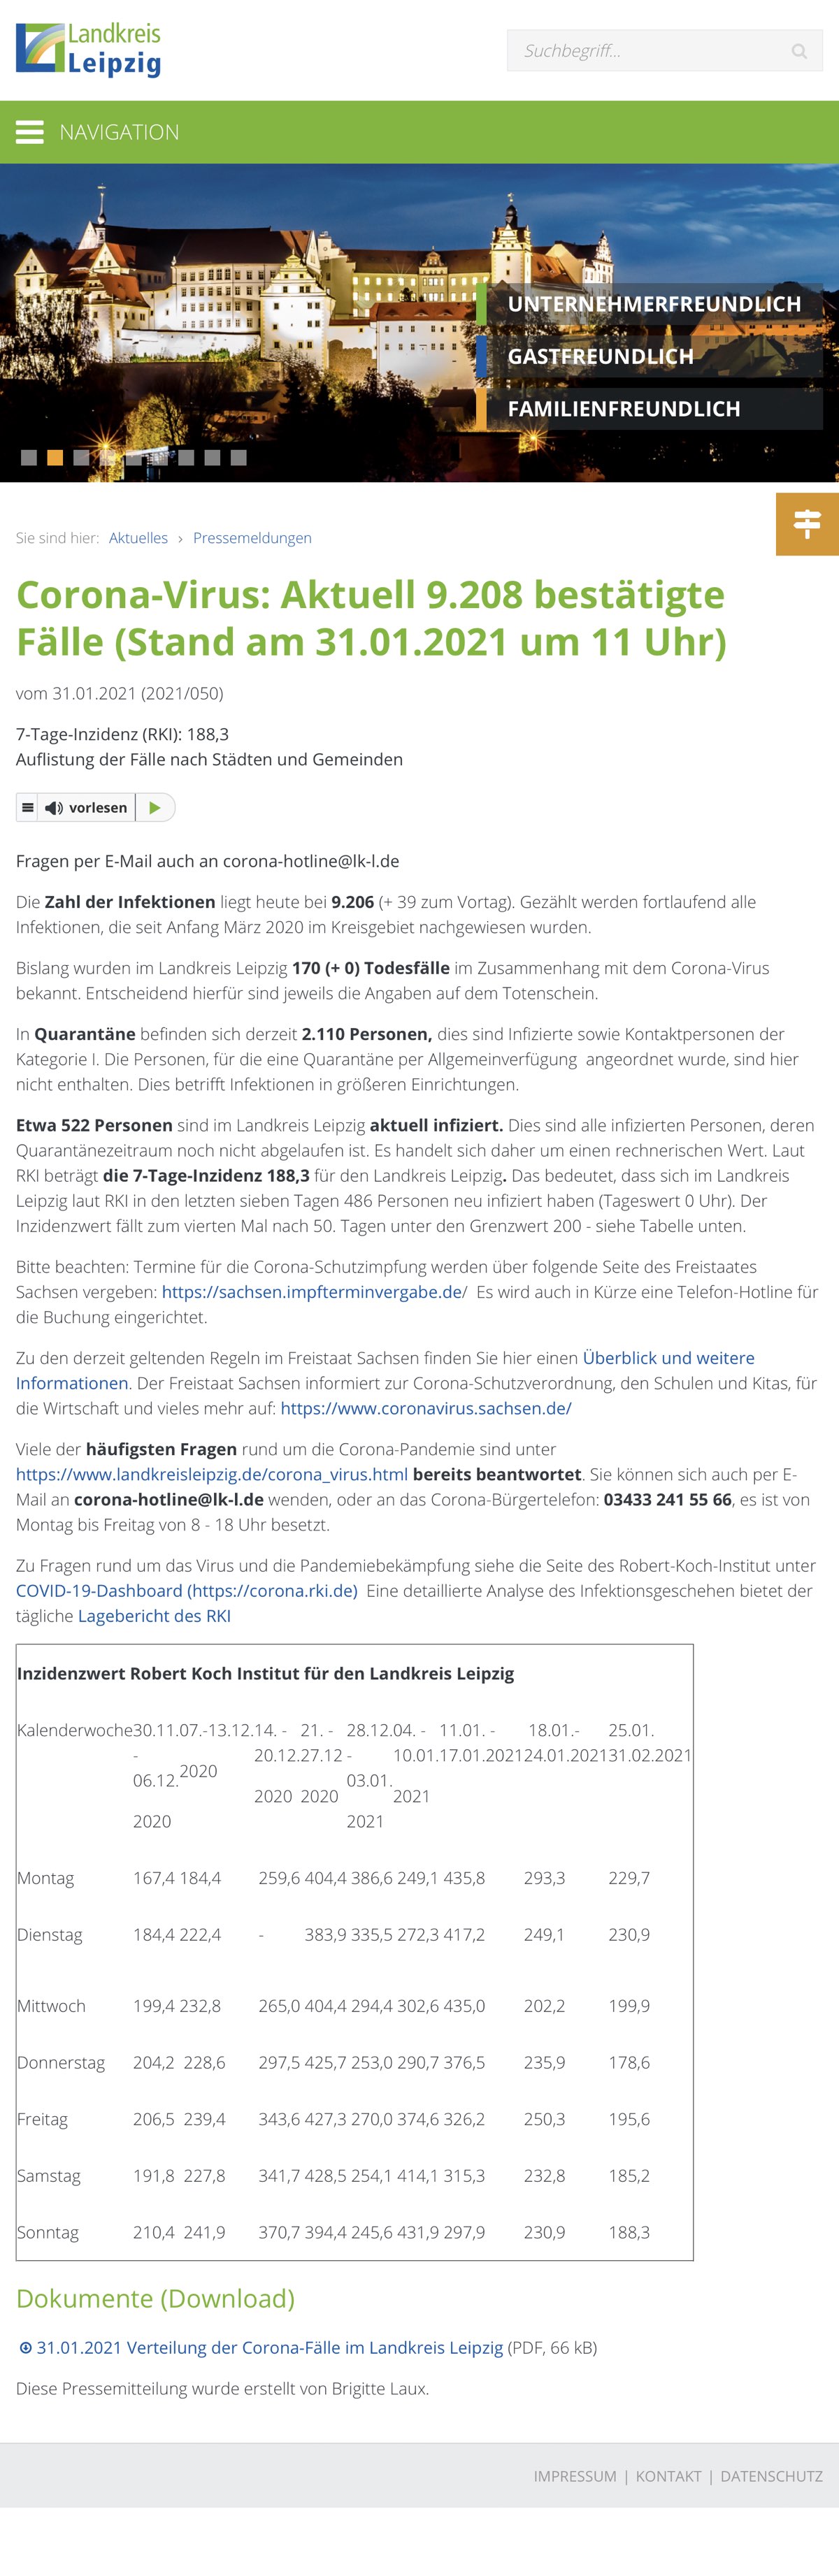 Landkreis
Leipzig
Suchbegriff...
NAVIGATION
UNTERNEHMERFREUNDLICH
GASTFREUNDLICH
FAMILIENFREUNDLICH
Sie sind hier: Aktuelles › Pressemeldungen
Corona-Virus: Aktuell 9.208 bestätigte
Fälle (Stand am 31.01.2021 um 11 Uhr)
vom 31.01.2021 (2021/050)
7-Tage-Inzidenz (RKI): 188,3
Auflistung der Fälle nach Städten und Gemeinden
vorlesen
Fragen per E-Mail auch an corona-hotline@lk-l.de
Die Zahl der Infektionen liegt heute bei 9.206 (+ 39 zum Vortag). Gezählt werden fortlaufend alle
Infektionen, die seit Anfang März 2020 im Kreisgebiet nachgewiesen wurden.
Bislang wurden im Landkreis Leipzig 170 (+ 0) Todesfälle im Zusammenhang mit dem Corona-Virus
bekannt. Entscheidend hierfür sind jeweils die Angaben auf dem Totenschein.
In Quarantäne befinden sich derzeit 2.110 Personen, dies sind Infizierte sowie Kontaktpersonen der
Kategorie I. Die Personen, für die eine Quarantäne per Allgemeinverfügung angeordnet wurde, sind hier
nicht enthalten. Dies betrifft Infektionen in größeren Einrichtungen.
Etwa 522 Personen sind im Landkreis Leipzig aktuell infiziert. Dies sind alle infizierten Personen, deren
Quarantänezeitraum noch nicht abgelaufen ist. Es handelt sich daher um einen rechnerischen Wert. Laut
RKI beträgt die 7-Tage-Inzidenz 188,3 für den Landkreis Leipzig. Das bedeutet, dass sich im Landkreis
Leipzig laut RKI in den letzten sieben Tagen 486 Personen neu infiziert haben (Tageswert 0 Uhr). Der
Inzidenzwert fällt zum vierten Mal nach 50. Tagen unter den Grenzwert 200 - siehe Tabelle unten.
Bitte beachten: Termine für die Corona-Schutzimpfung werden über folgende Seite des Freistaates
Sachsen vergeben: https://sachsen.impfterminvergabe.de/ Es wird auch in Kürze eine Telefon-Hotline für
die Buchung eingerichtet.
Zu den derzeit geltenden Regeln im Freistaat Sachsen finden Sie hier einen Überblick und weitere
Informationen. Der Freistaat Sachsen informiert zur Corona-Schutzverordnung, den Schulen und Kitas, für
die Wirtschaft und vieles mehr auf: https://www.coronavirus.sachsen.de/
Viele der häufigsten Fragen rund um die Corona-Pandemie sind unter
https://www.landkreisleipzig.de/corona_virus.html bereits beantwortet. Sie können sich auch per E-
Mail an corona-hotline@lk-l.de wenden, oder an das Corona-Bürgertelefon: 03433 241 55 66, es ist von
Montag bis Freitag von 8 - 18 Uhr besetzt.
Zu Fragen rund um das Virus und die Pandemiebekämpfung siehe die Seite des Robert-Koch-Institut unter
COVID-19-Dashboard (https://corona.rki.de) Eine detaillierte Analyse des Infektionsgeschehen bietet der
tägliche Lagebericht des RKI
Inzidenzwert Robert Koch Institut für den Landkreis Leipzig
Kalenderwoche 30.11. 07.-13.12. 14. - 21. - 28.12. 04. - 11.01. - 18.01.- 25.01.
- 20.12. 27.12 - 10.01. 17.01.2021 24.01.2021 31.02.2021
06.12. 2020 03.01.
2020 2020 2021
2020 2021
Montag 167,4 184,4 259,6 404,4 386,6 249,1 435,8 293,3 229,7
Dienstag 184,4 222,4 - 383,9 335,5 272,3 417,2 249,1 230,9
Mittwoch 199,4 232,8 265,0 404,4 294,4 302,6 435,0 202,2 199,9
Donnerstag 204,2 228,6 297,5 425,7 253,0 290,7 376,5 235,9 178,6
Freitag 206,5 239,4 343,6 427,3 270,0 374,6 326,2 250,3 195,6
Samstag 191,8 227,8 341,7 428,5 254,1 414,1 315,3 232,8 185,2
Sonntag 210,4 241,9 370,7 394,4 245,6 431,9 297,9 230,9 188,3
Dokumente (Download)
31.01.2021 Verteilung der Corona-Fälle im Landkreis Leipzig (PDF, 66 kB)
Diese Pressemitteilung wurde erstellt von Brigitte Laux.
IMPRESSUM | KONTAKT | DATENSCHUTZ